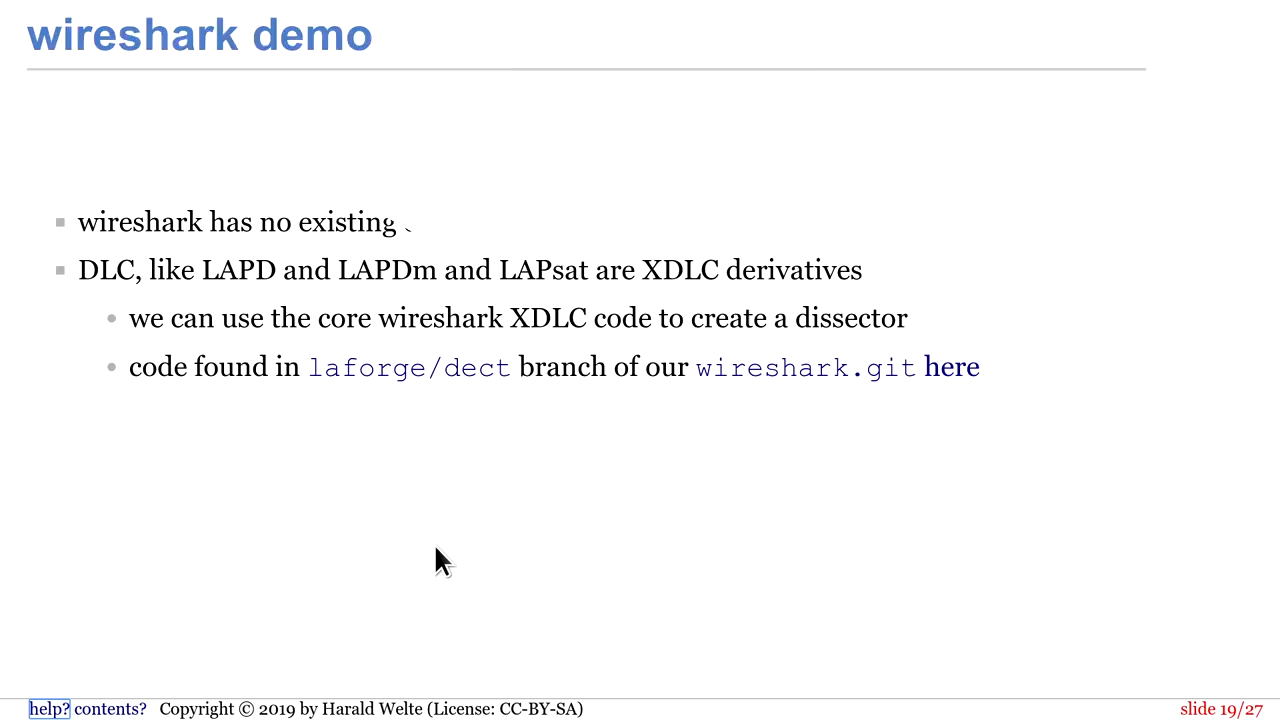 wireshark demo
wireshark has no existing
DLC, like LAPD and LAPDm and LAPsat are XDLC derivatives
we can use the core wireshark XDLC code to create a dissector
code found in laforge/dect branch of our wireshark.git here
help? contents? Copyright © 2019 by Harald Welte (License: CC-BY-SA)
slide 19/27